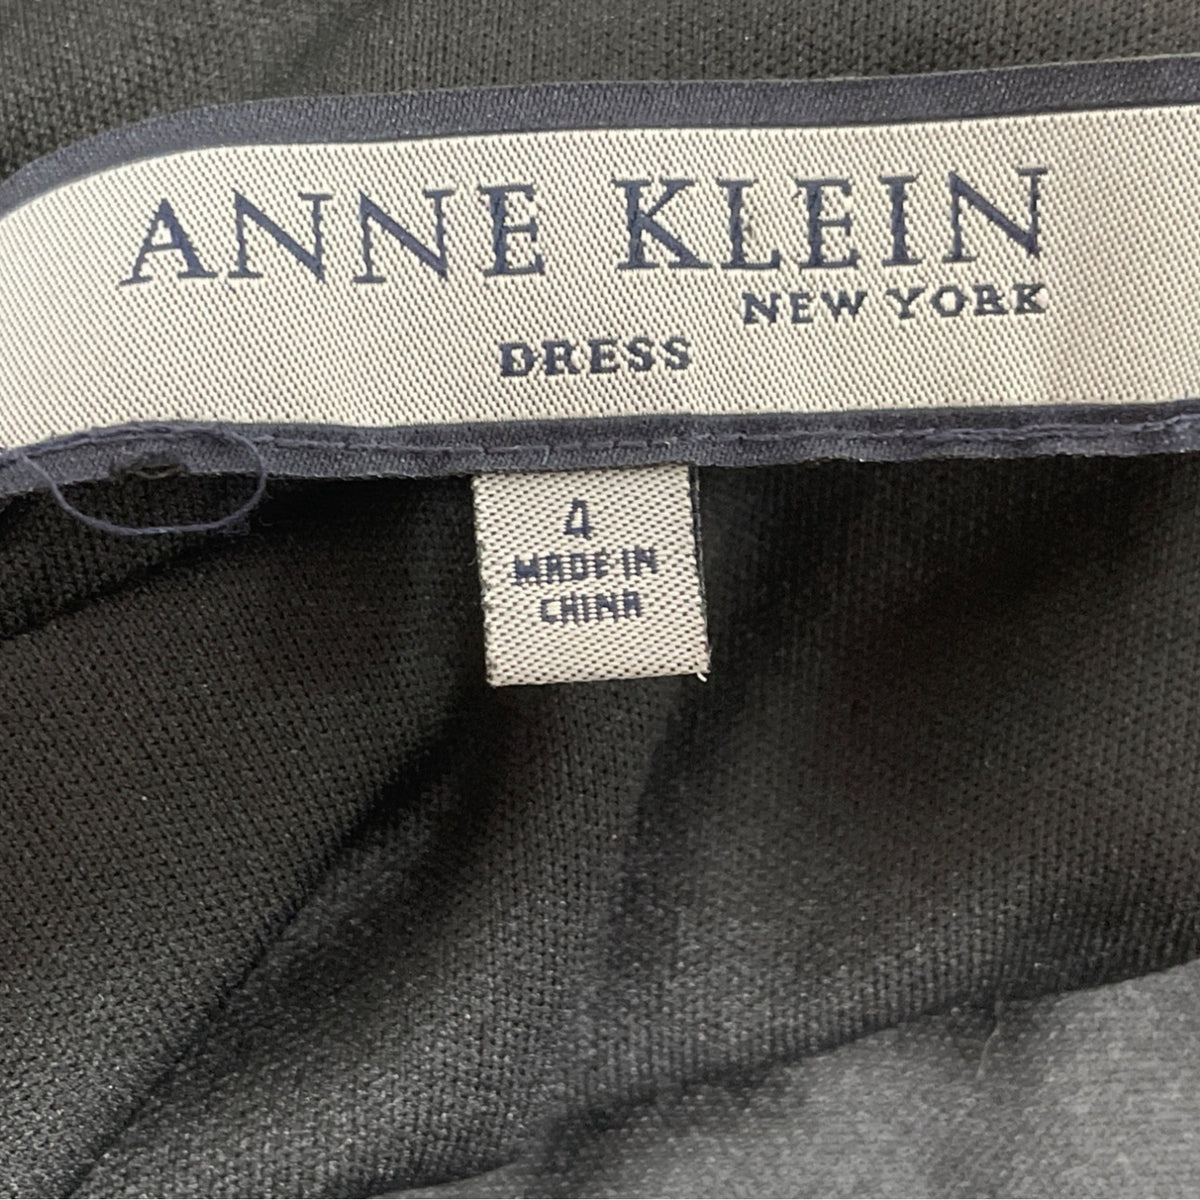 ANNE KLEIN
NEW YORK
DRESS
4
MADE IN
CHINA